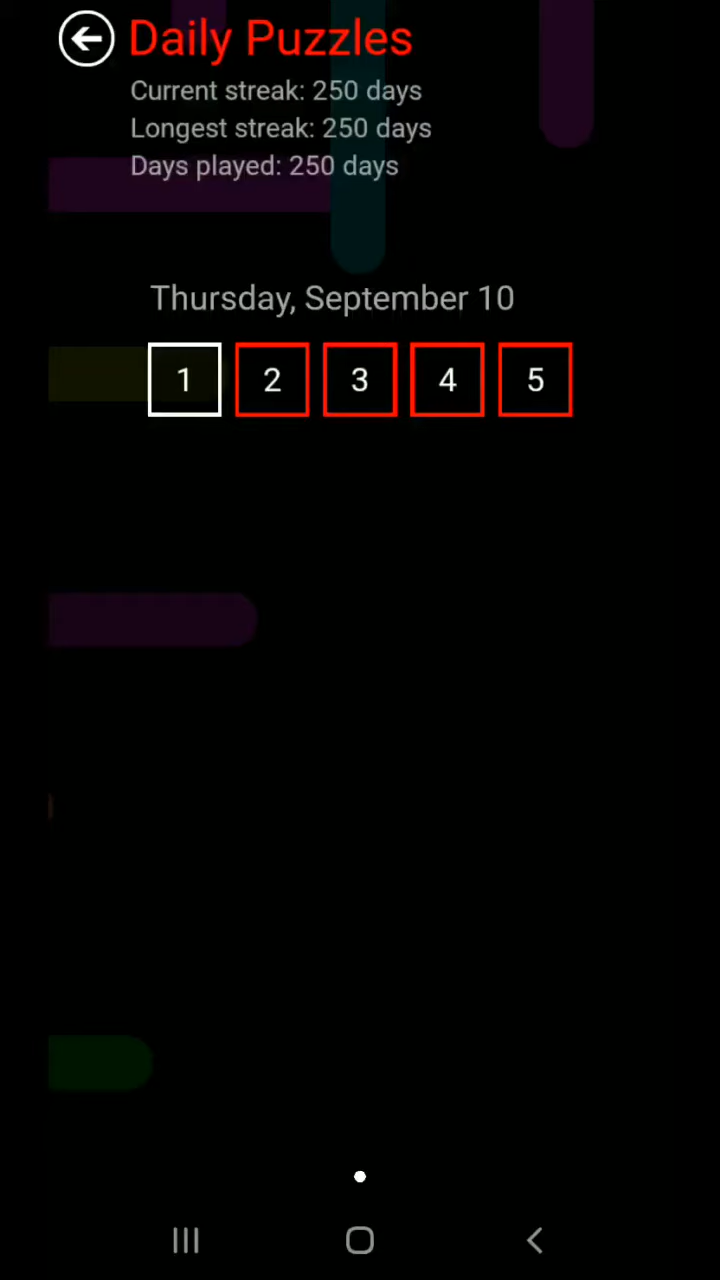 Daily Puzzles
Current streak: 250 days
Longest streak: 250 days
Days played: 250 days
Thursday, September 10
1 2 3 4 5